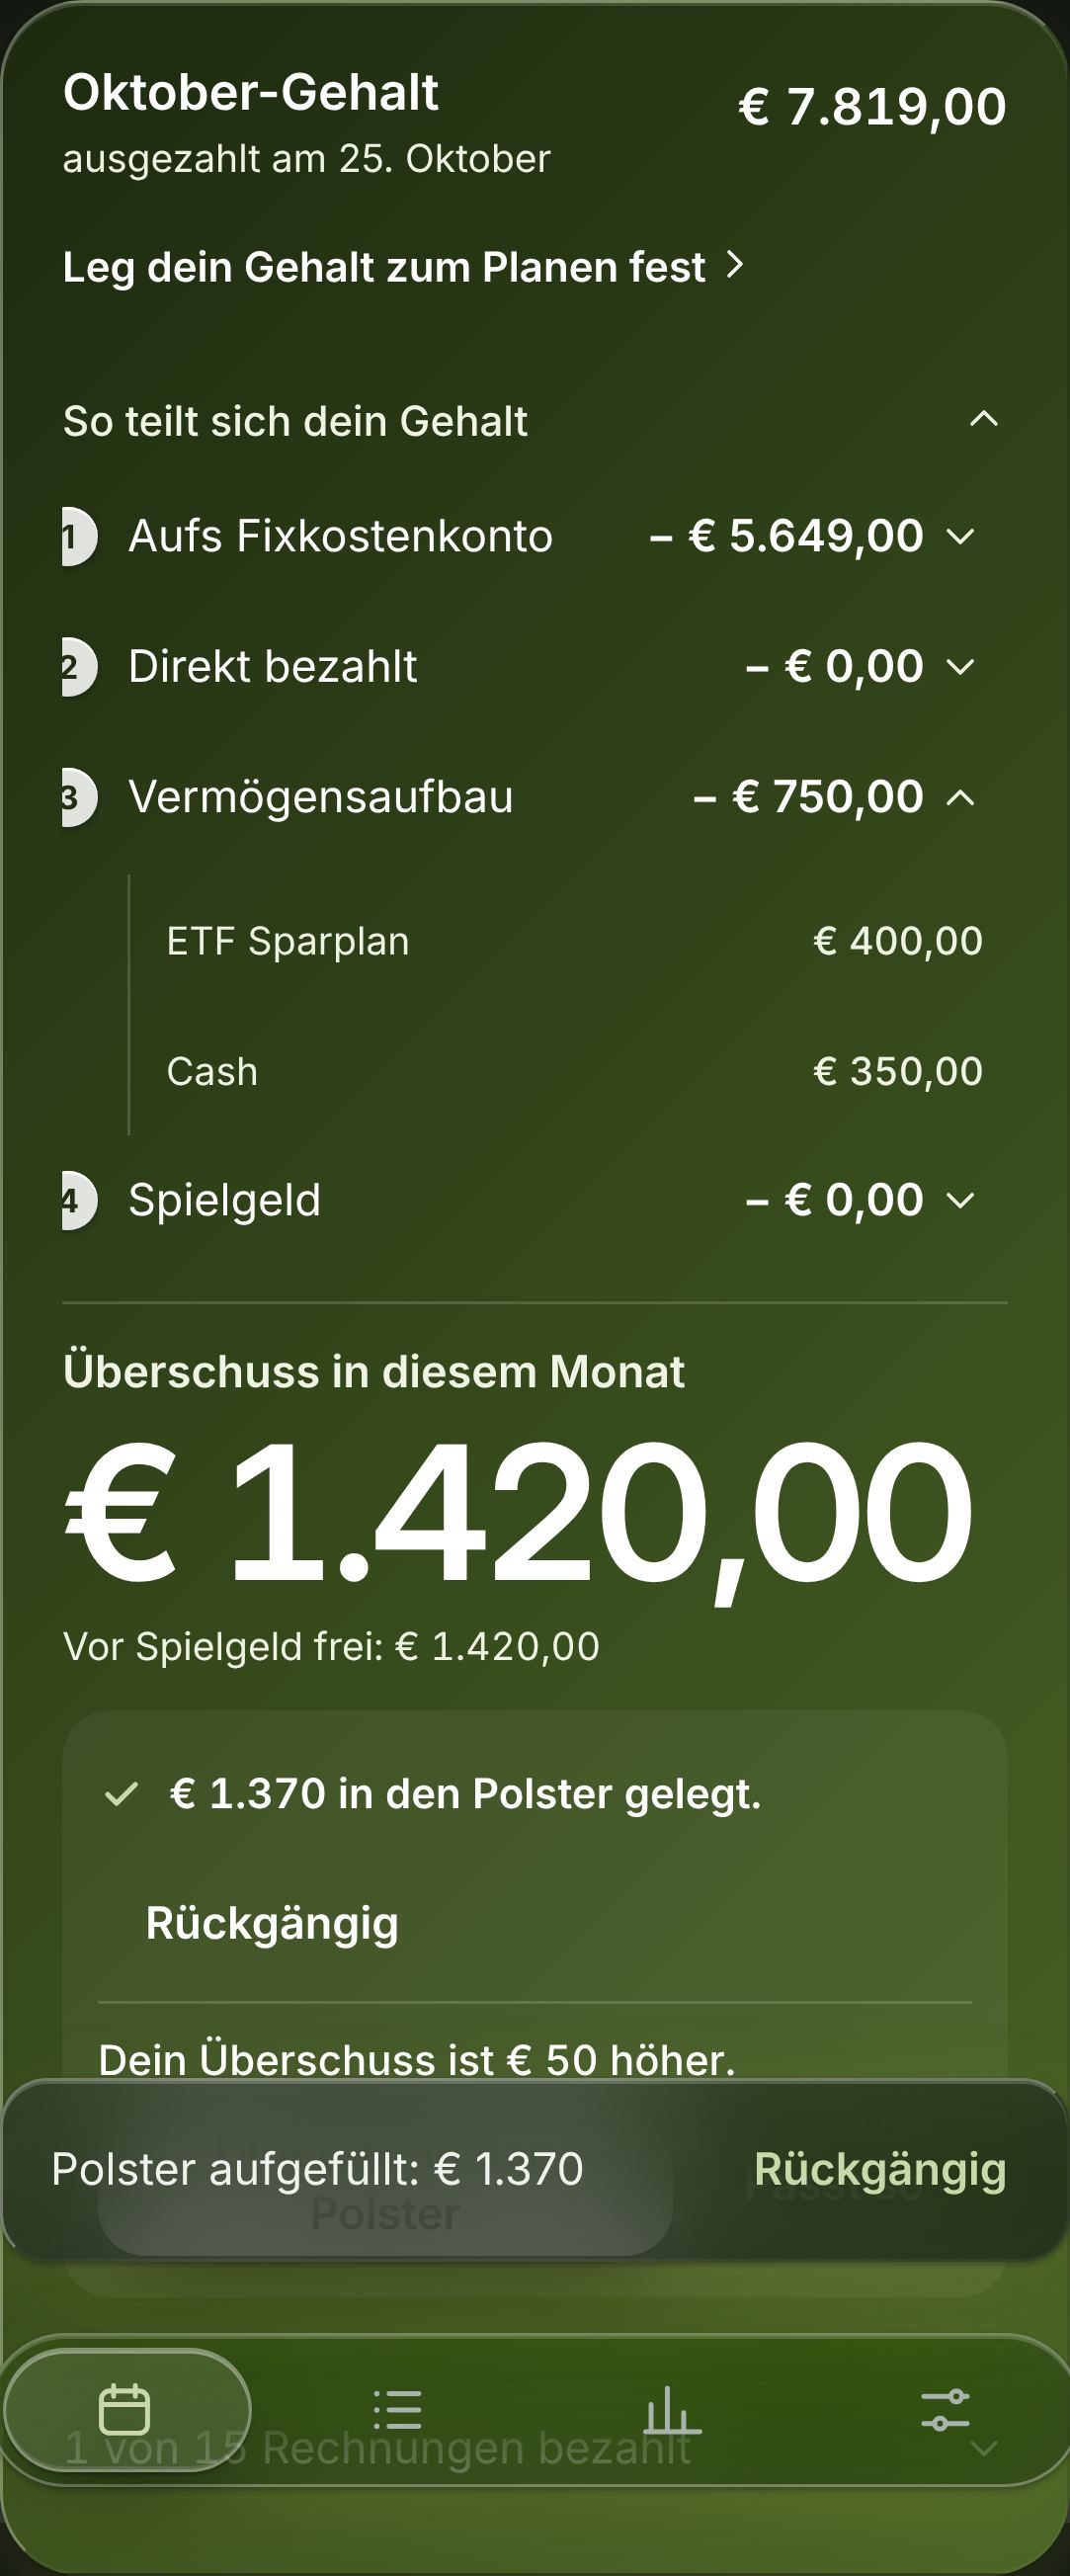 Oktober-Gehalt
€ 7.819,00
ausgezahlt am 25. Oktober
Leg dein Gehalt zum Planen fest
So teilt sich dein Gehalt
1 Aufs Fixkostenkonto – € 5.649,00
2 Direkt bezahlt – € 0,00
3 Vermögensaufbau – € 750,00
ETF Sparplan € 400,00
Cash € 350,00
4 Spielgeld – € 0,00
Überschuss in diesem Monat
€ 1.420,00
Vor Spielgeld frei: € 1.420,00
€ 1.370 in den Polster gelegt.
Rückgängig
Dein Überschuss ist € 50 höher.
Polster aufgefüllt: € 1.370 Rückgängig
Polster
1 von 15 Rechnungen bezahlt